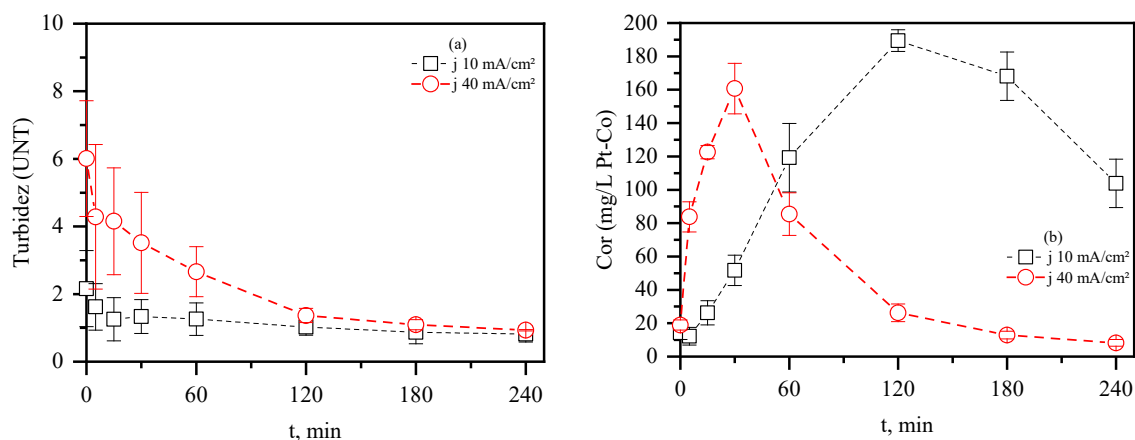 (a)
j 10 mA/cm²
j 40 mA/cm²
Turbidez (UNT)
10
8
6
4
2
0
0 60 120 180 240
t, min
(b)
j 10 mA/cm²
j 40 mA/cm²
Cor (mg/L Pt-Co)
200
180
160
140
120
100
80
60
40
20
0
0 60 120 180 240
t, min